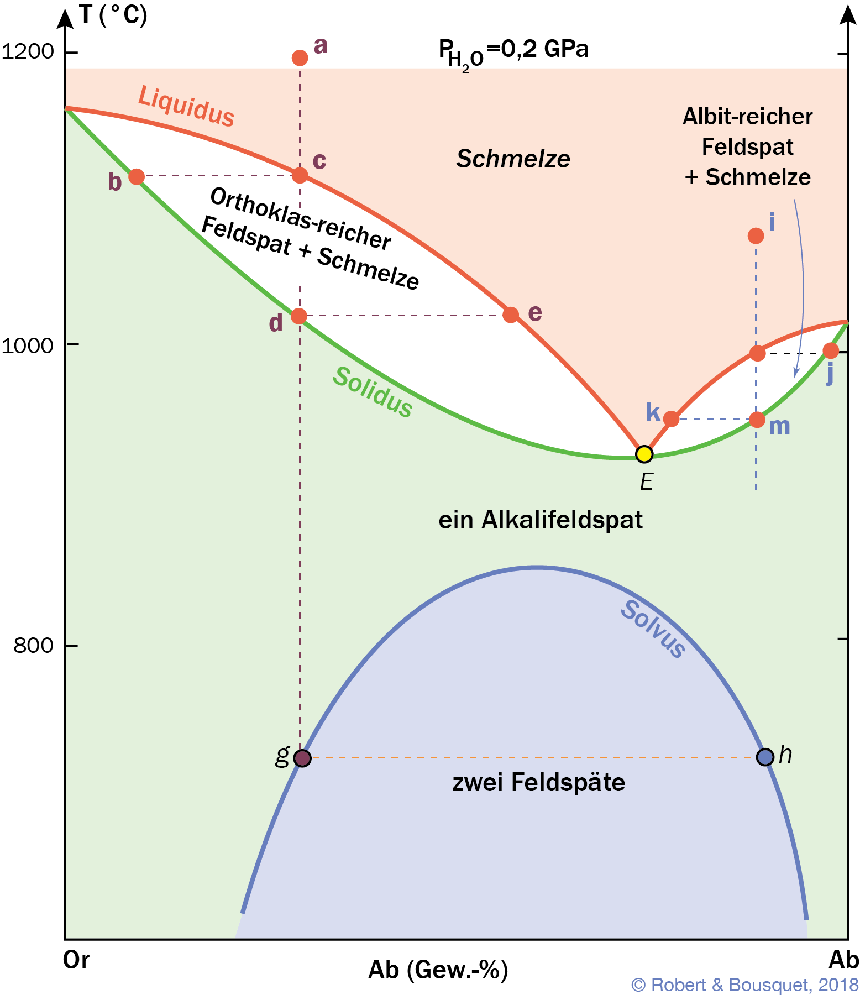 T (°C)
1200
a
P_H₂O=0,2 GPa
Liquidus
Albit-reicher
Feldspat
+ Schmelze
Schmelze
c
b
Orthoklas-reicher
Feldspat + Schmelze
i
d
e
1000
j
Solidus
k
m
E
ein Alkalifeldspat
Solvus
800
g
h
zwei Feldspäte
Or
Ab (Gew.-%)
Ab
© Robert & Bousquet, 2018